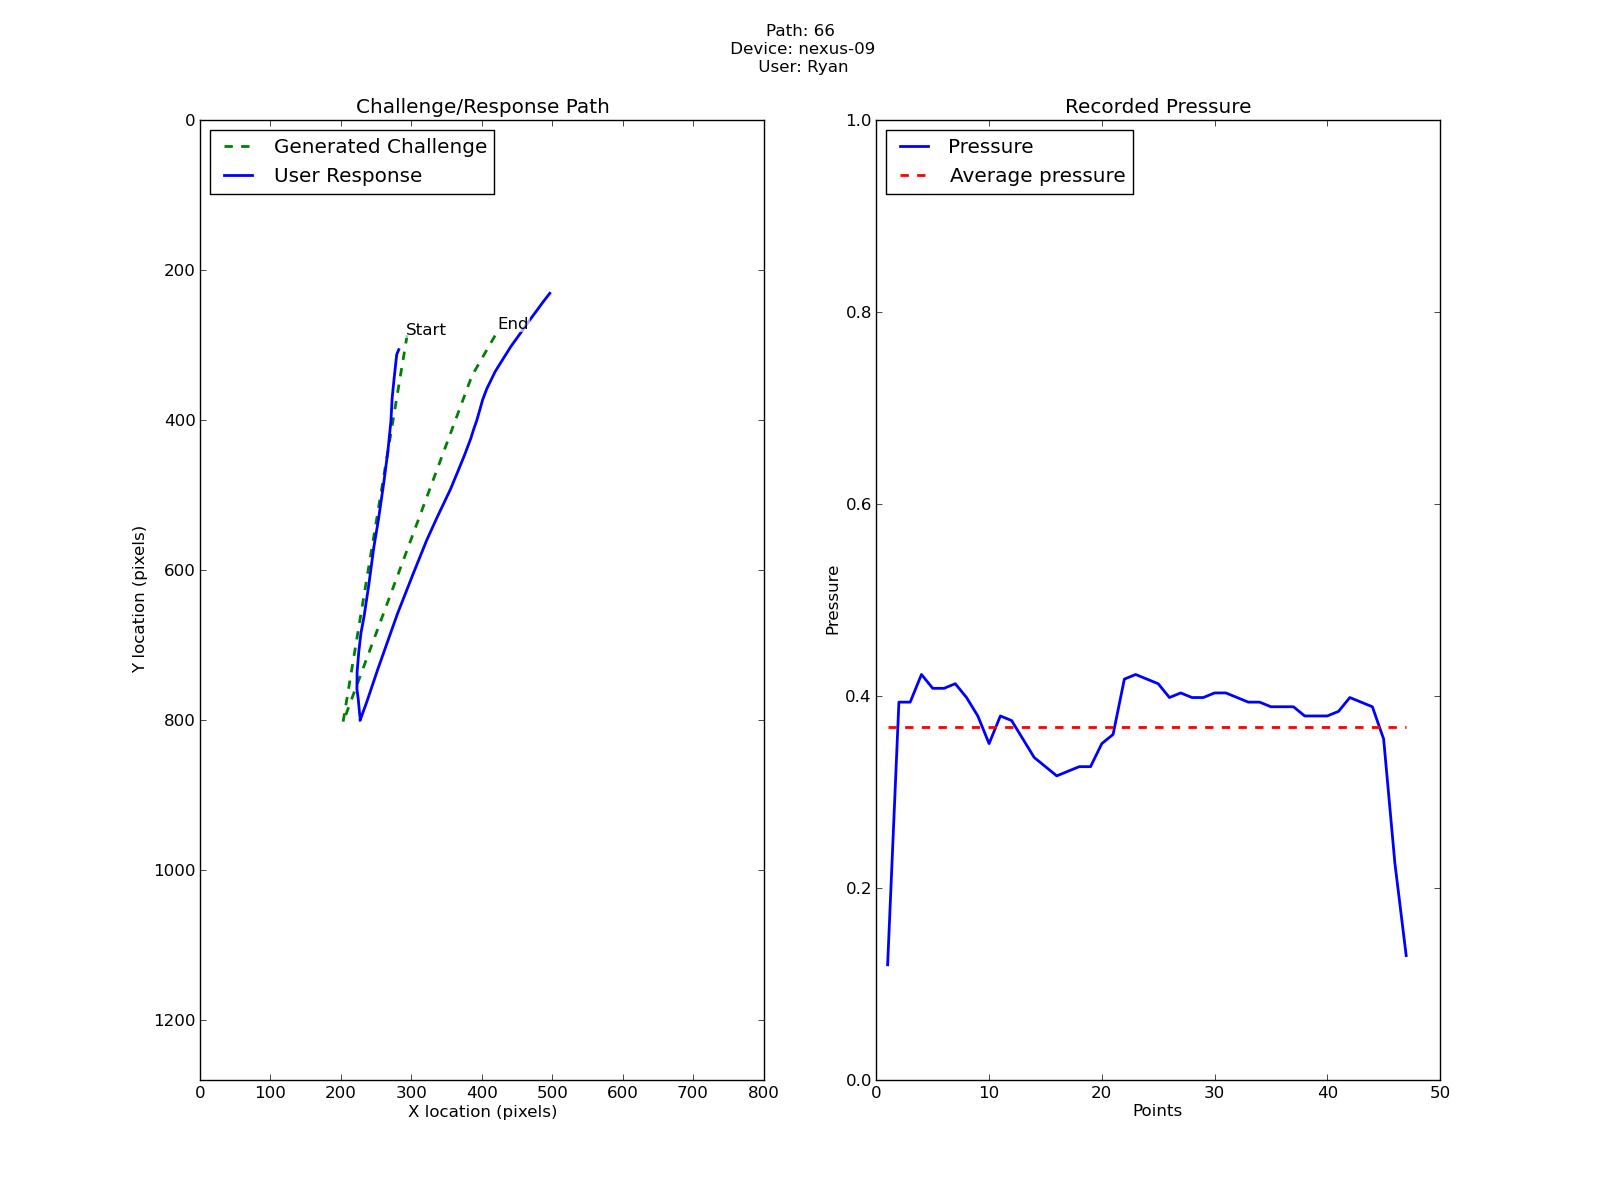 Path: 66
Device: nexus-09
User: Ryan
Challenge/Response Path
Generated Challenge
User Response
Start
End
0
200
400
600
800
1000
1200
Y location (pixels)
0 100 200 300 400 500 600 700 800
X location (pixels)
Recorded Pressure
Pressure
Average pressure
1.0
0.8
0.6
0.4
0.2
0.0
Pressure
0 10 20 30 40 50
Points